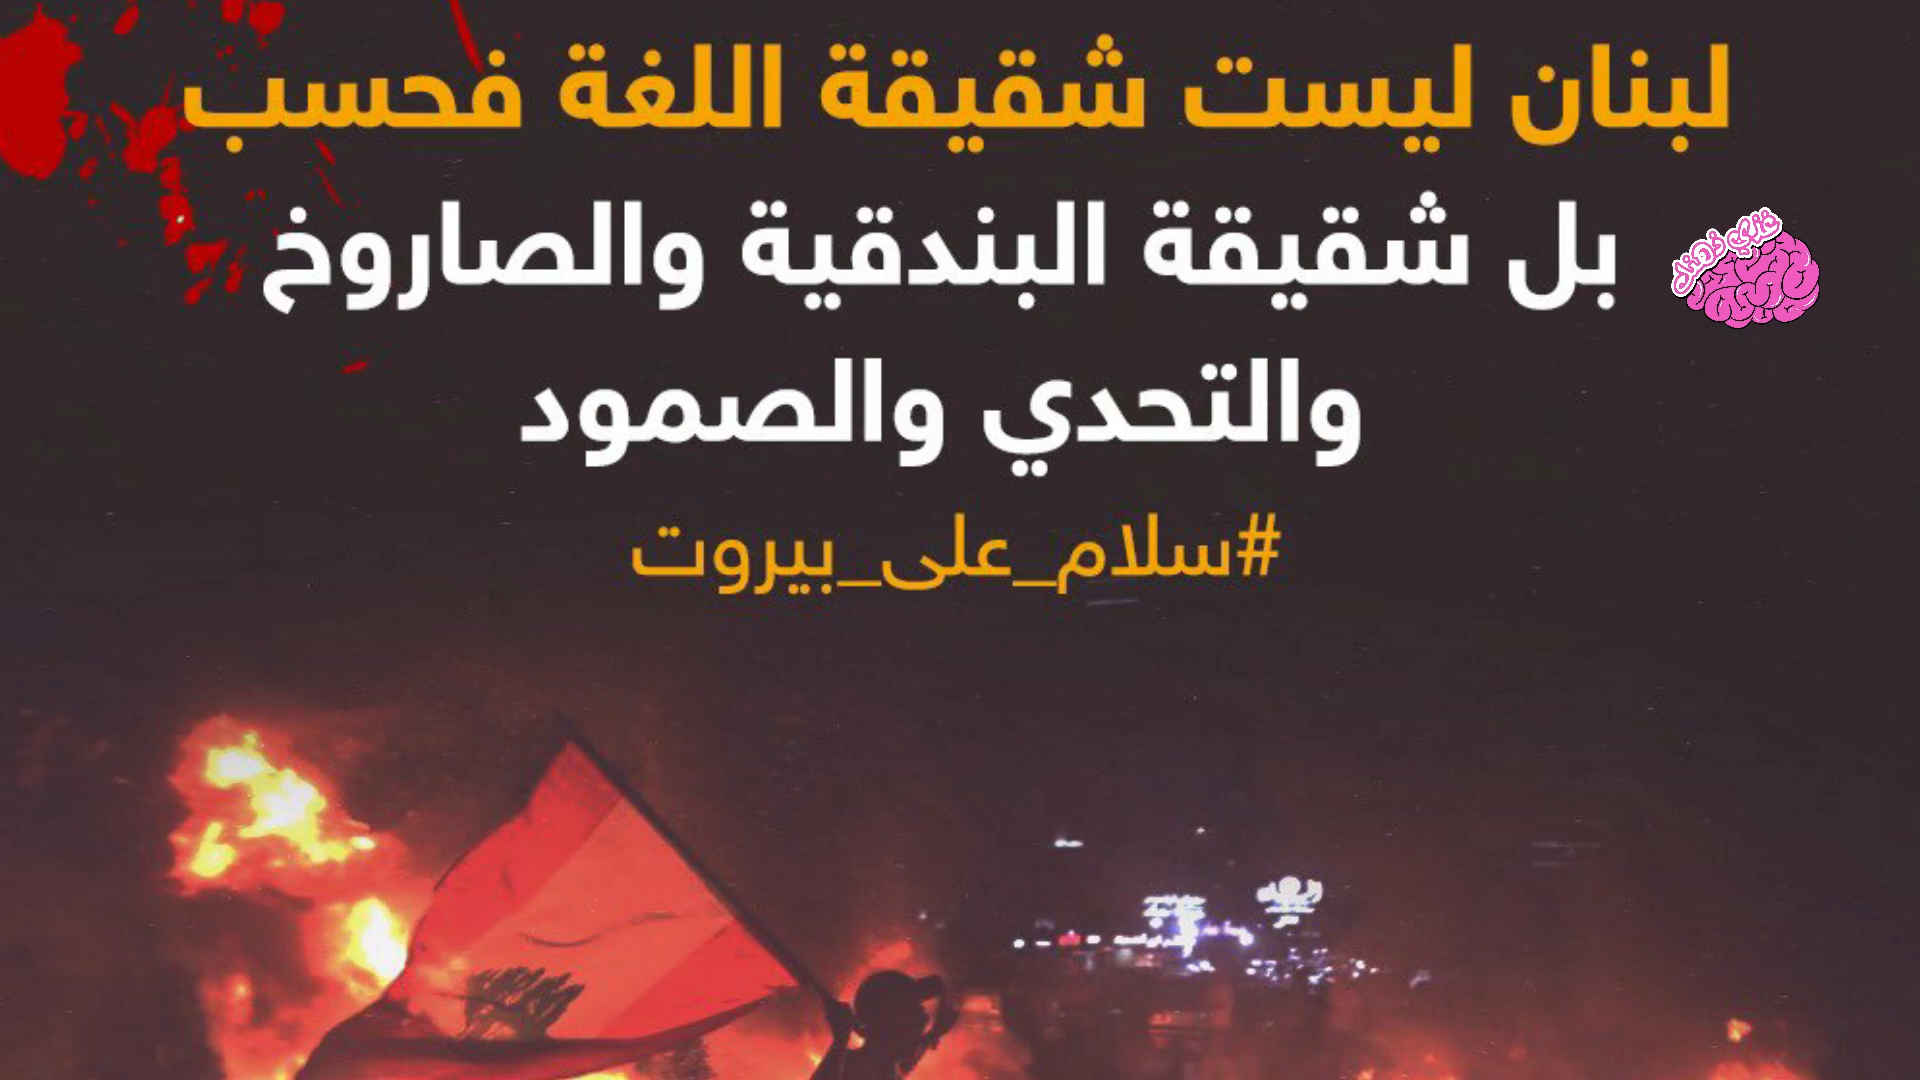 لبنان ليست شقيقة اللغة فحسب
بل شقيقة البندقية والصاروخ
والتحدي والصمود
#سلام_على_بيروت